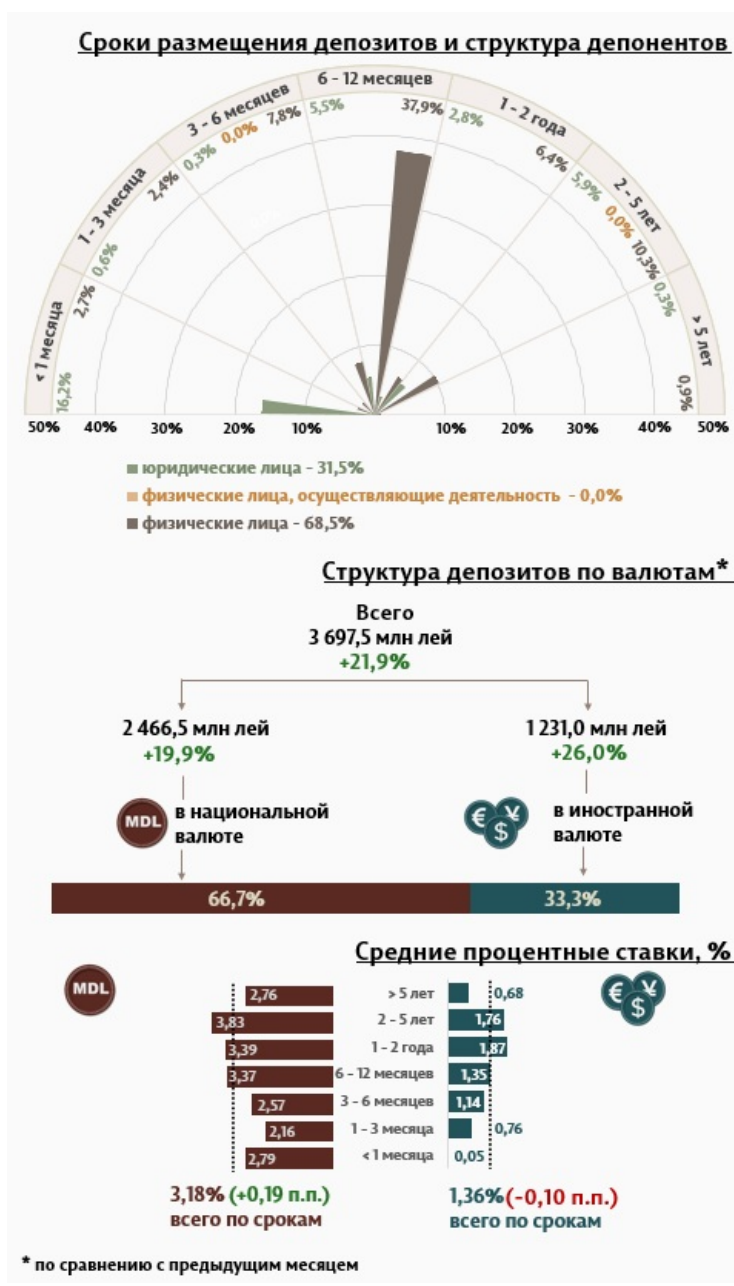 Сроки размещения депозитов и структура депонентов
< 1 месяца
1 - 3 месяца
3 - 6 месяцев
6 - 12 месяцев
1 - 2 года
2 - 5 лет
> 5 лет
16,2%
2,7%
0,6%
2,4%
0,3%
0,0%
7,8%
5,5%
37,9%
2,8%
6,4%
5,9%
0,0%
10,3%
0,3%
0,9%
50% 40% 30% 20% 10% 10% 20% 30% 40% 50%
юридические лица - 31,5%
физические лица, осуществляющие деятельность - 0,0%
физические лица - 68,5%
Структура депозитов по валютам*
Всего
3 697,5 млн лей
+21,9%
2 466,5 млн лей
+19,9%
1 231,0 млн лей
+26,0%
MDL
в национальной
валюте
€ $ ¥
в иностранной
валюте
66,7% 33,3%
Средние процентные ставки, %
MDL
€ $ ¥
2,76 > 5 лет 0,68
3,83 2 - 5 лет 1,76
3,39 1 - 2 года 1,87
3,37 6 - 12 месяцев 1,35
2,57 3 - 6 месяцев 1,14
2,16 1 - 3 месяца 0,76
2,79 < 1 месяца 0,05
3,18% (+0,19 п.п.)
всего по срокам
1,36%(-0,10 п.п.)
всего по срокам
* по сравнению с предыдущим месяцем